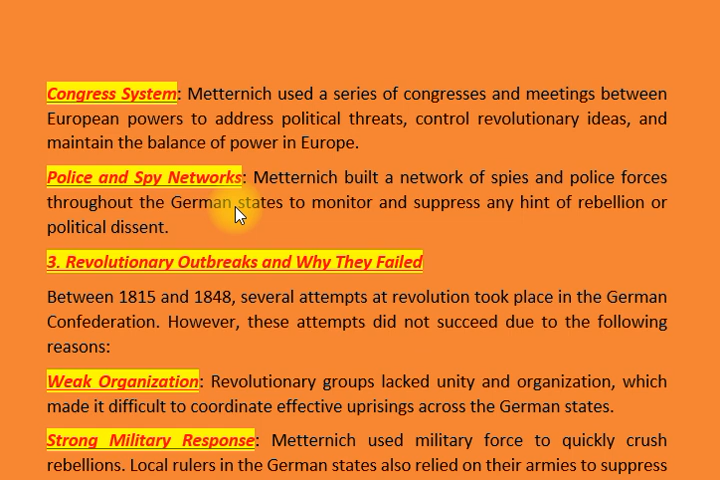 Congress System: Metternich used a series of congresses and meetings between
European powers to address political threats, control revolutionary ideas, and
maintain the balance of power in Europe.
Police and Spy Networks: Metternich built a network of spies and police forces
throughout the German states to monitor and suppress any hint of rebellion or
political dissent.
3. Revolutionary Outbreaks and Why They Failed
Between 1815 and 1848, several attempts at revolution took place in the German
Confederation. However, these attempts did not succeed due to the following
reasons:
Weak Organization: Revolutionary groups lacked unity and organization, which
made it difficult to coordinate effective uprisings across the German states.
Strong Military Response: Metternich used military force to quickly crush
rebellions. Local rulers in the German states also relied on their armies to suppress